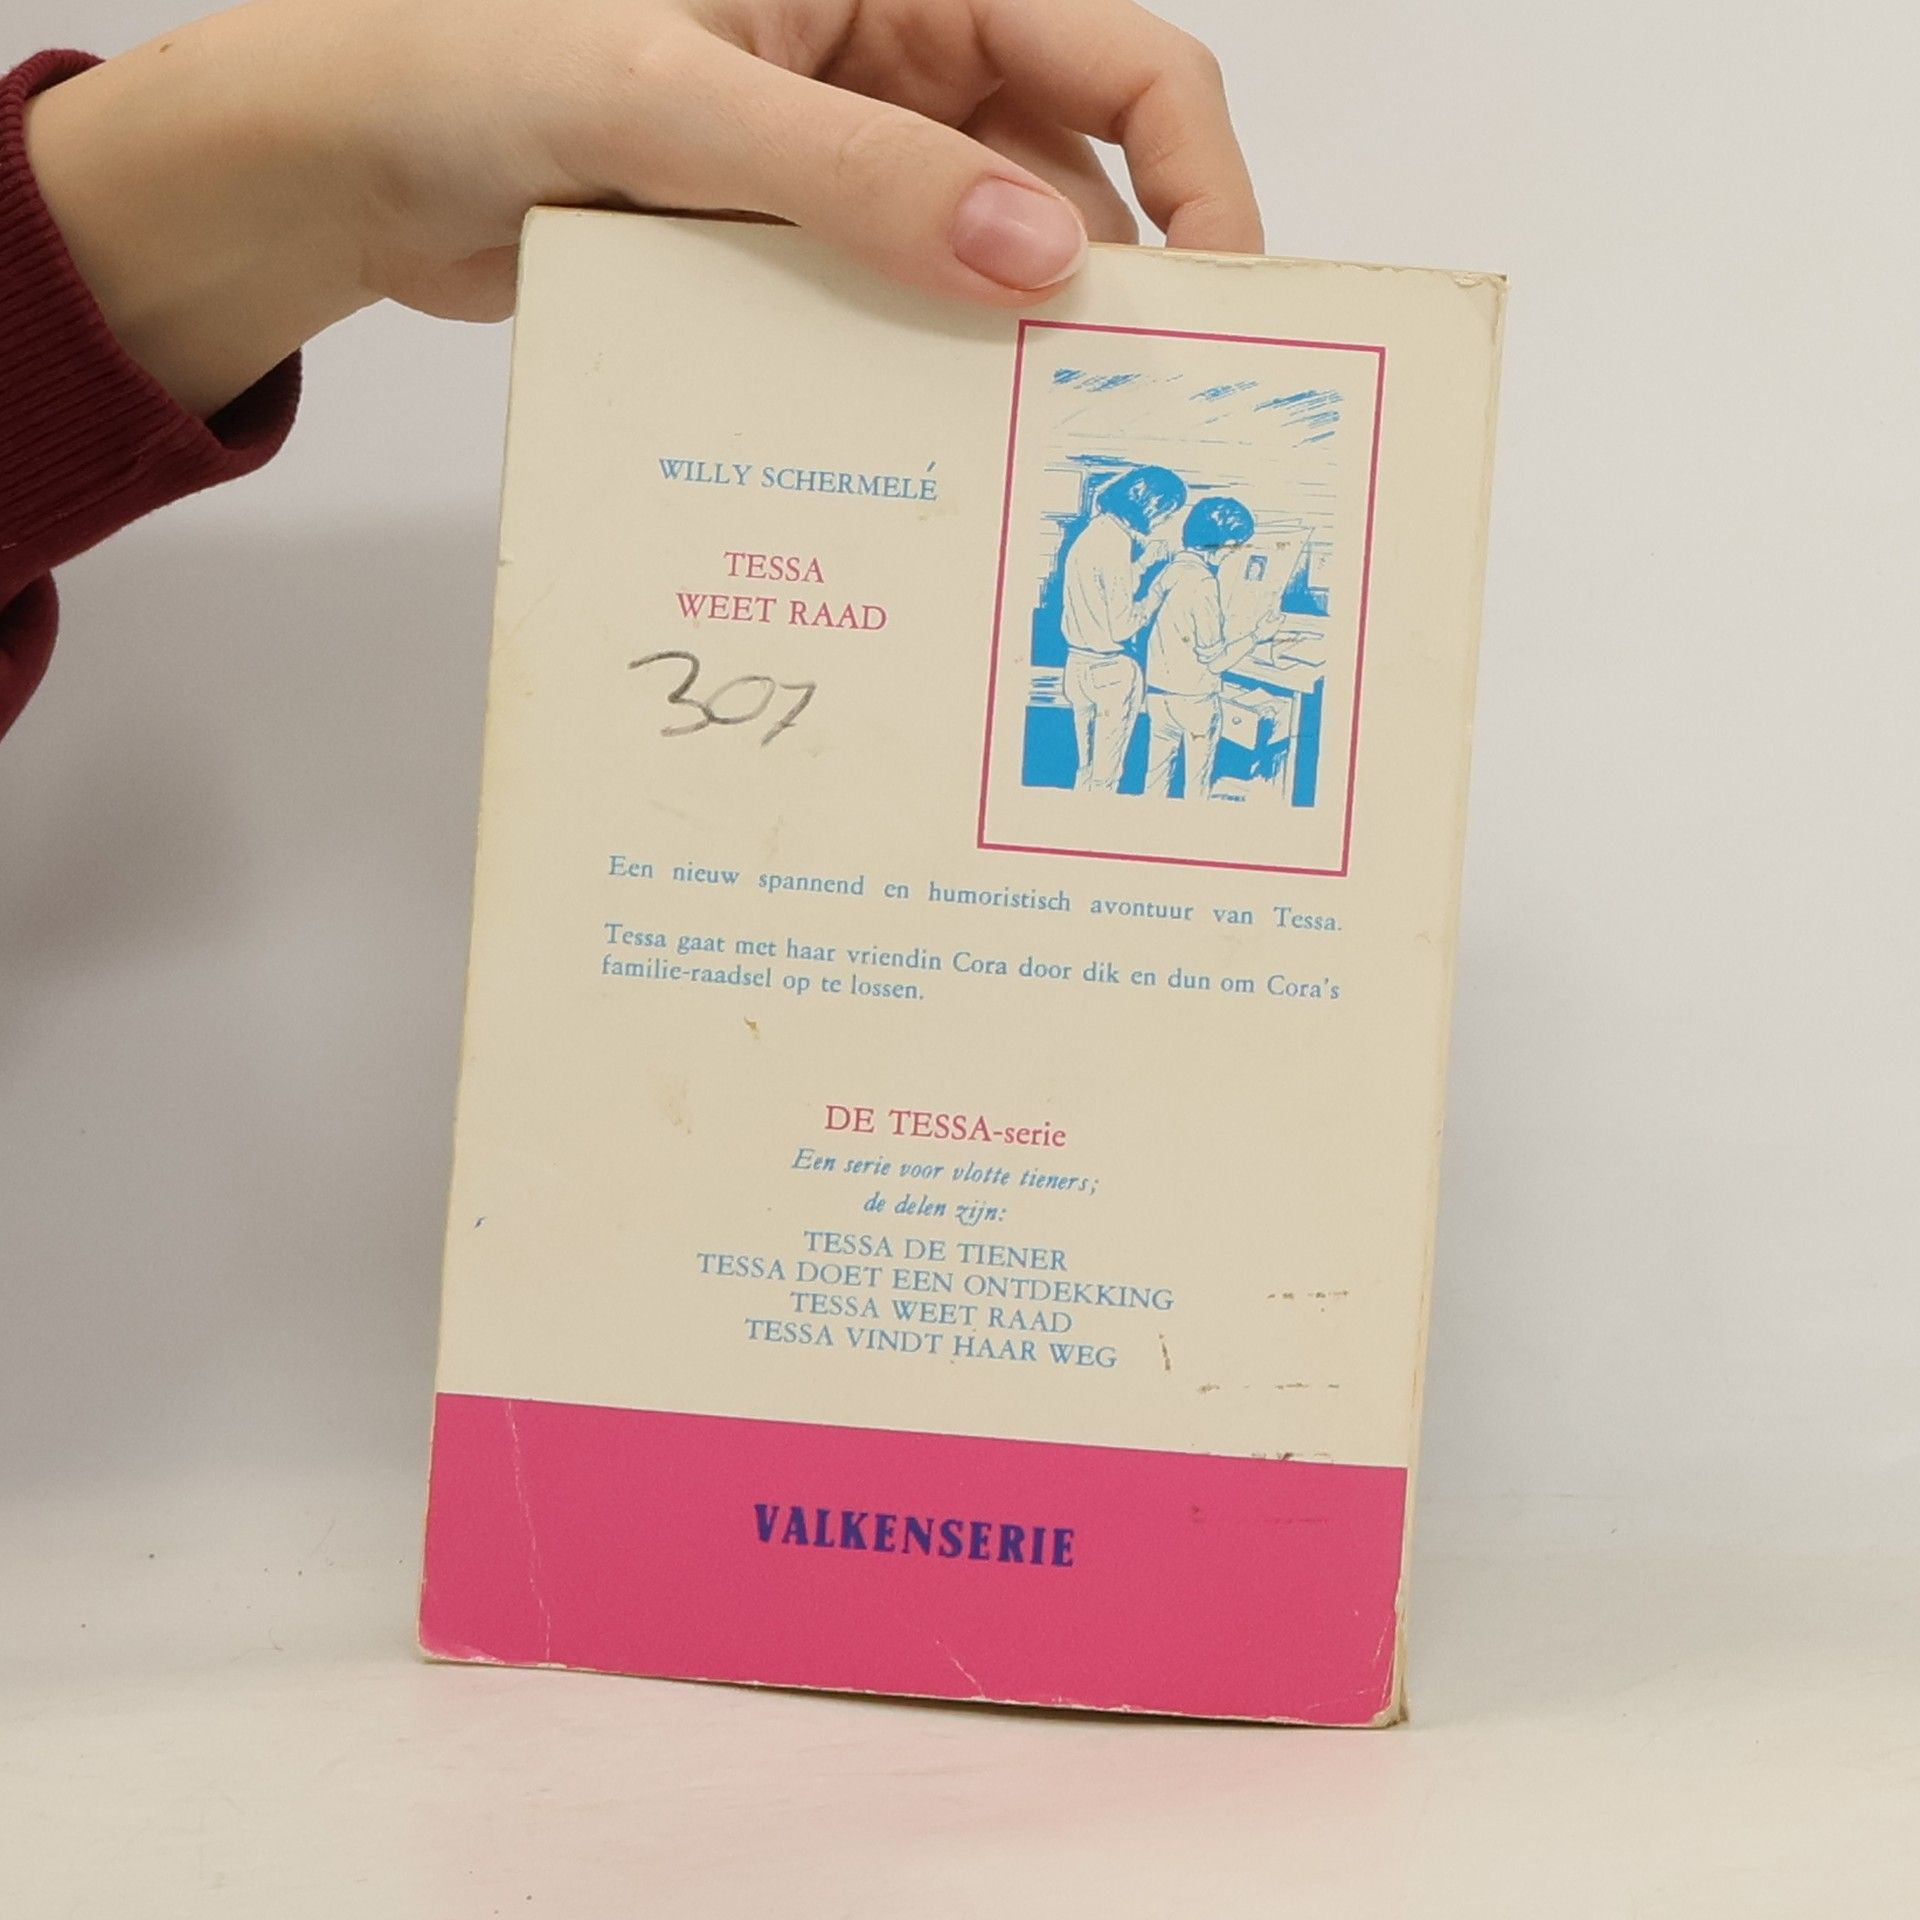 WILLY SCHERMELÉ
TESSA
WEET RAAD
307
Een nieuw spannend en humoristisch avontuur van Tessa.
Tessa gaat met haar vriendin Cora door dik en dun om Cora's
familie-raadsel op te lossen.
DE TESSA-serie
Een serie voor vlotte tieners;
de delen zijn:
TESSA DE TIENER
TESSA DOET EEN ONTDEKKING
TESSA WEET RAAD
TESSA VINDT HAAR WEG
VALKENSERIE